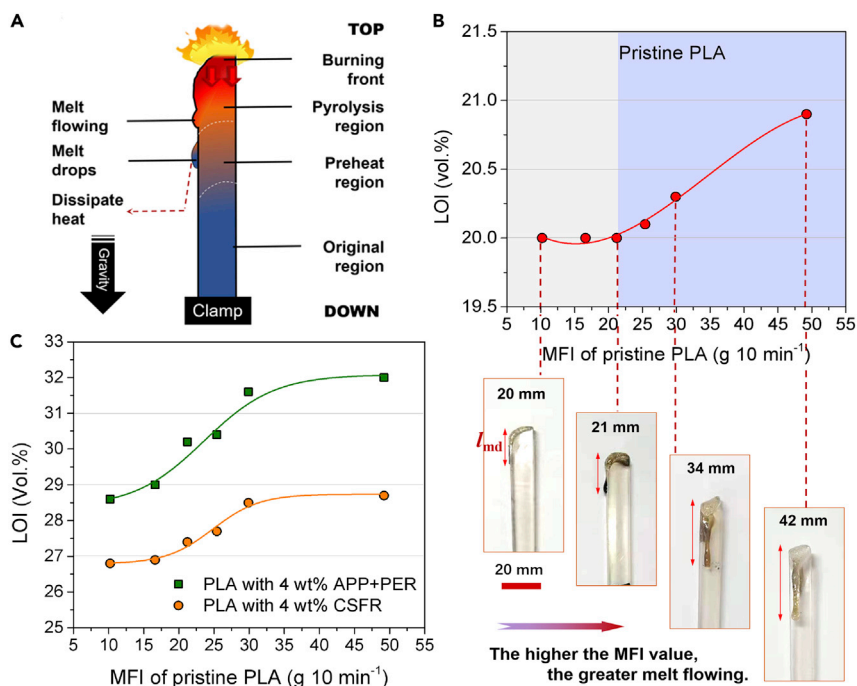 A
TOP
Burning
front
Pyrolysis
region
Preheat
region
Original
region
DOWN
Melt
flowing
Melt
drops
Dissipate
heat
Gravity
Clamp
B
Pristine PLA
LOI (vol.%)
21.5
21.0
20.5
20.0
19.5
5 10 15 20 25 30 35 40 45 50 55
MFI of pristine PLA (g 10 min⁻¹)
20 mm
lmd
21 mm
34 mm
42 mm
20 mm
The higher the MFI value,
the greater melt flowing.
C
LOI (Vol.%)
33
32
31
30
29
28
27
26
25
PLA with 4 wt% APP+PER
PLA with 4 wt% CSFR
5 10 15 20 25 30 35 40 45 50 55
MFI of pristine PLA (g 10 min⁻¹)